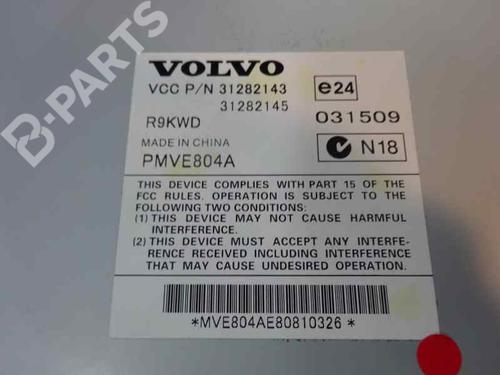 VOLVO
VCC P/N 31282143
31282145
e24
R9KWD
031509
MADE IN CHINA
PMVE804A
N18
THIS DEVICE COMPLIES WITH PART 15 OF THE
FCC RULES. OPERATION IS SUBJECT TO THE
FOLLOWING TWO CONDITIONS:
(1) THIS DEVICE MAY NOT CAUSE HARMFUL
INTERFERENCE.
(2) THIS DEVICE MUST ACCEPT ANY INTERFE-
RENCE RECEIVED INCLUDING INTERFERENCE
THAT MAY CAUSE UNDESIRED OPERATION.
*MVE804AE80810326*
B-PARTS